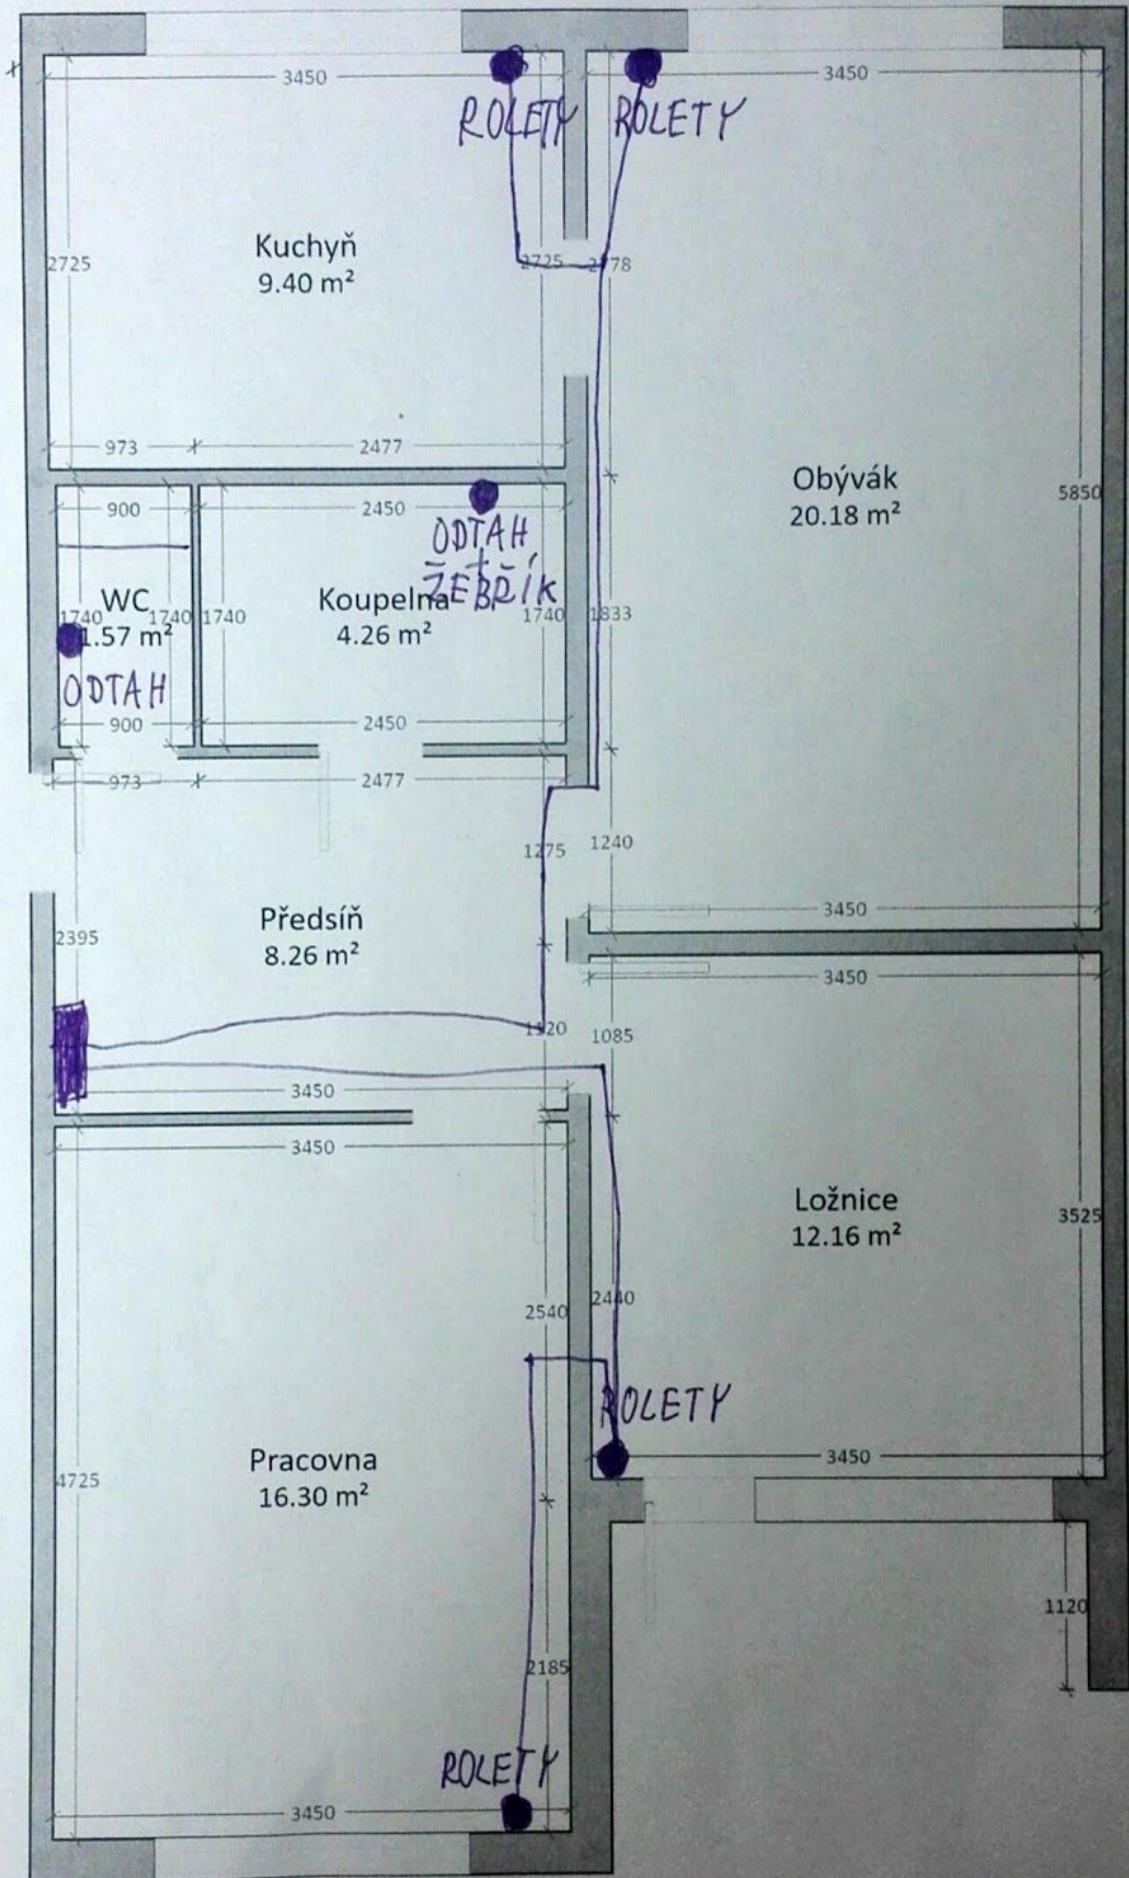 3450
3450
ROLETY
ROLETY
Kuchyň
9.40 m²
2725
2725
2778
973
2477
Obývák
20.18 m²
5850
900
2450
ODTAH
+
ŽEBŘÍK
WC
1.57 m²
1740
1740
1740
Koupelna
4.26 m²
1740
1833
ODTAH
900
2450
973
2477
1275
1240
Předsíň
8.26 m²
2395
3450
3450
1120
1085
3450
3450
Ložnice
12.16 m²
3525
2540
2440
ROLETY
Pracovna
16.30 m²
4725
3450
1120
2185
ROLETY
3450